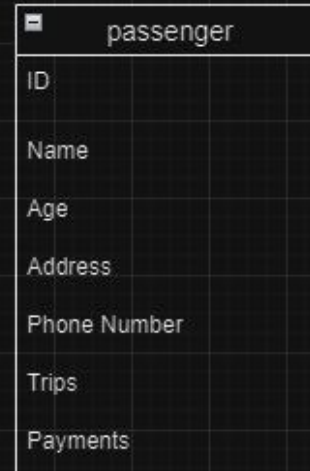 passenger
ID
Name
Age
Address
Phone Number
Trips
Payments